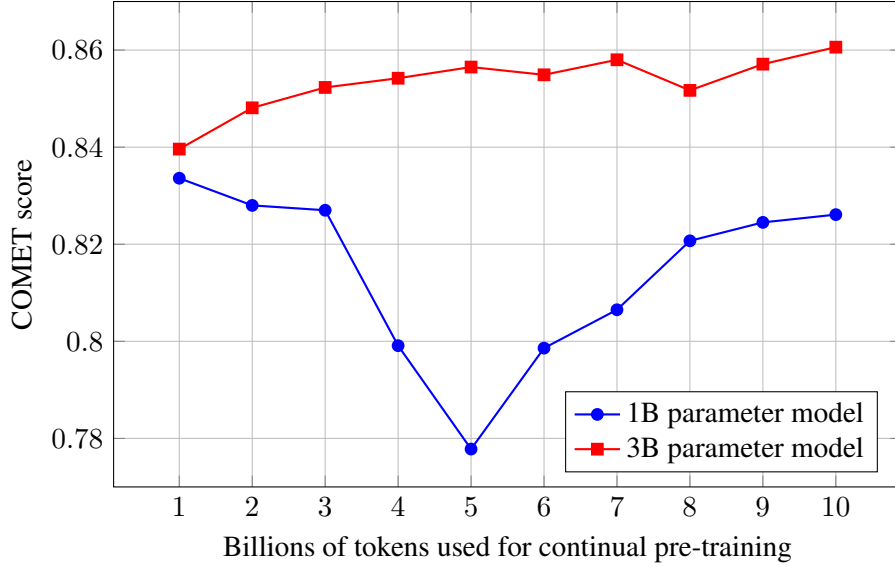 0.86
0.84
0.82
0.8
0.78
COMET score
1B parameter model
3B parameter model
1 2 3 4 5 6 7 8 9 10
Billions of tokens used for continual pre-training